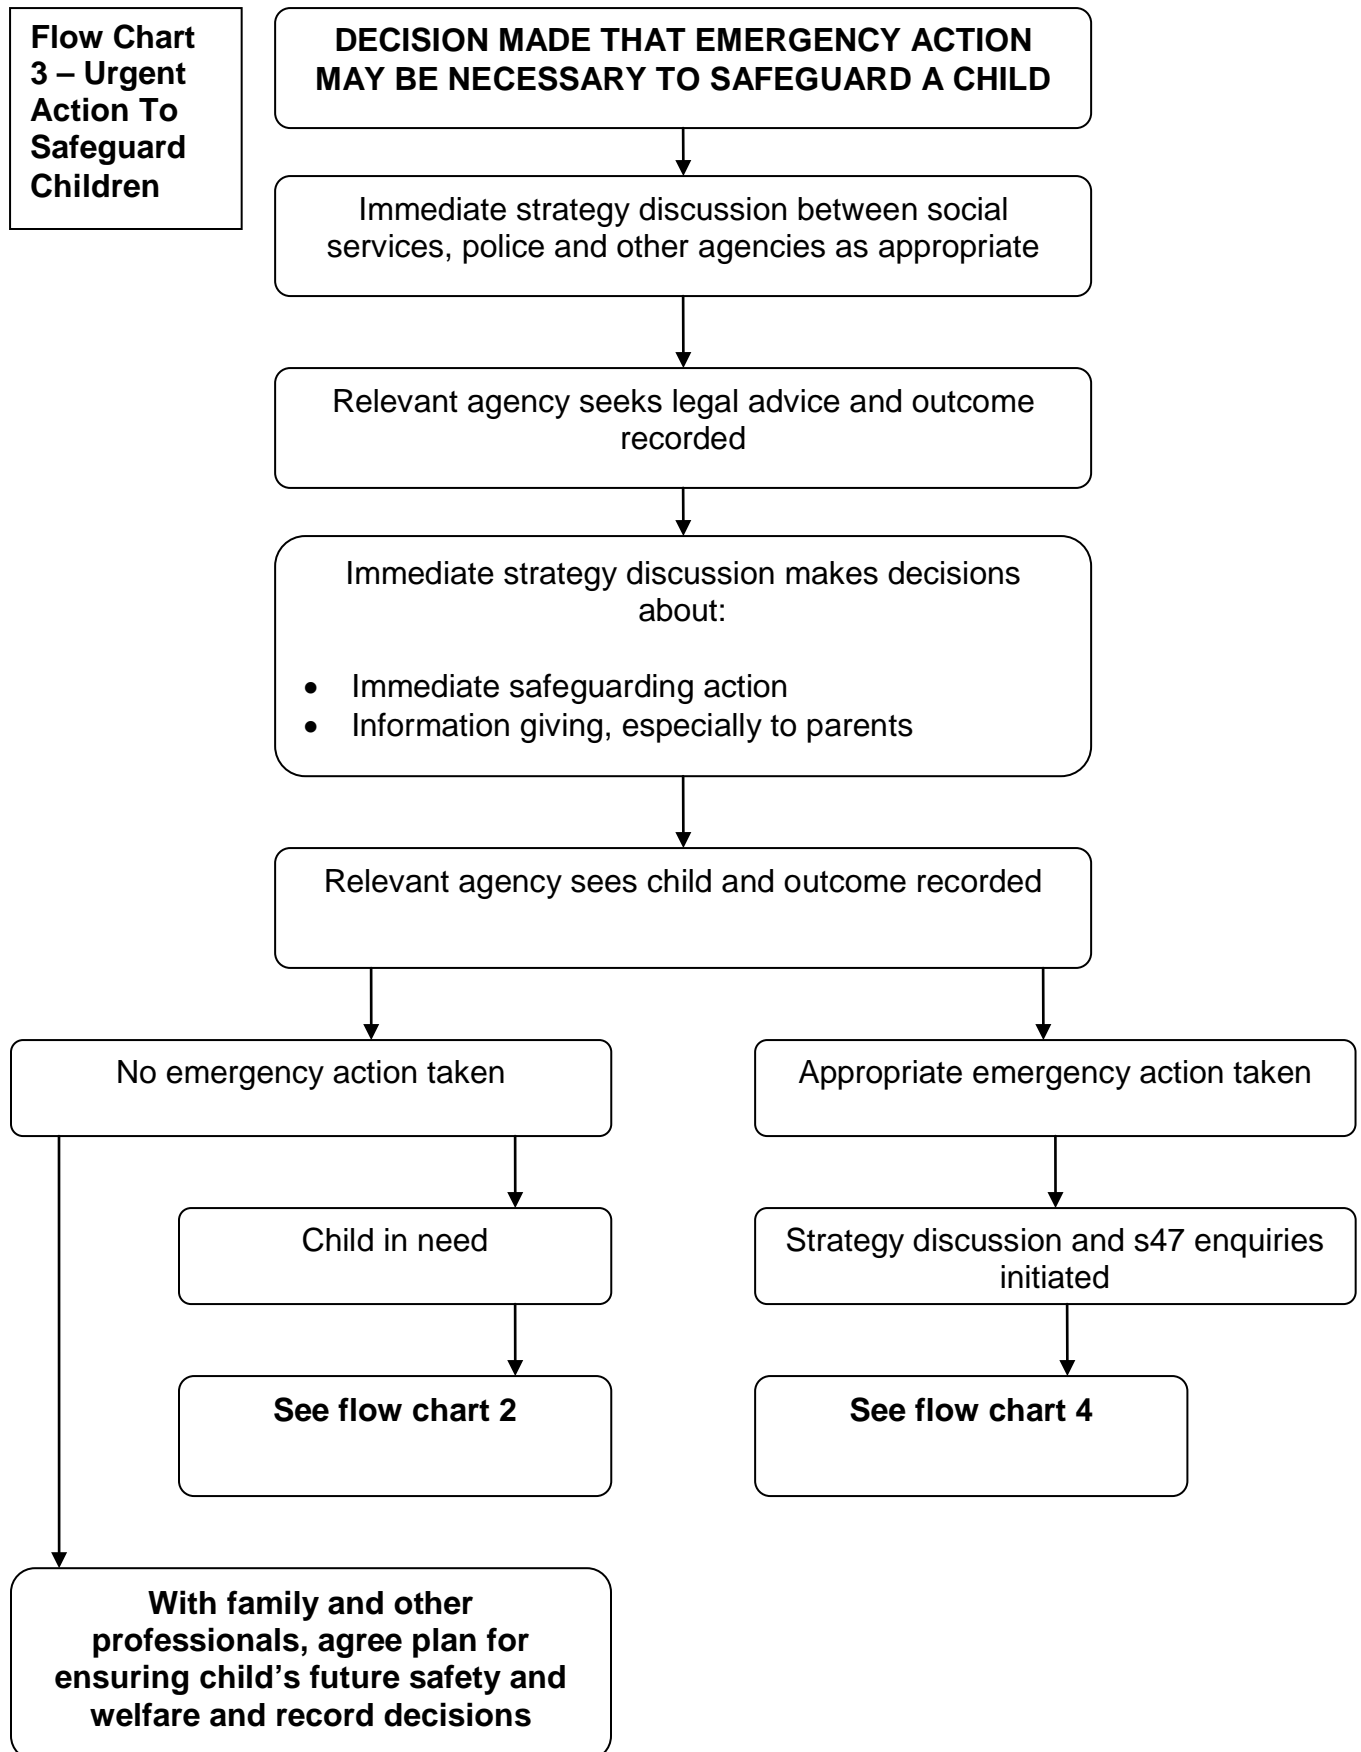 Flow Chart
3 – Urgent
Action To
Safeguard
Children
DECISION MADE THAT EMERGENCY ACTION
MAY BE NECESSARY TO SAFEGUARD A CHILD
Immediate strategy discussion between social
services, police and other agencies as appropriate
Relevant agency seeks legal advice and outcome
recorded
Immediate strategy discussion makes decisions
about:
• Immediate safeguarding action
• Information giving, especially to parents
Relevant agency sees child and outcome recorded
No emergency action taken
Appropriate emergency action taken
Child in need
Strategy discussion and s47 enquiries
initiated
See flow chart 2
See flow chart 4
With family and other
professionals, agree plan for
ensuring child’s future safety and
welfare and record decisions